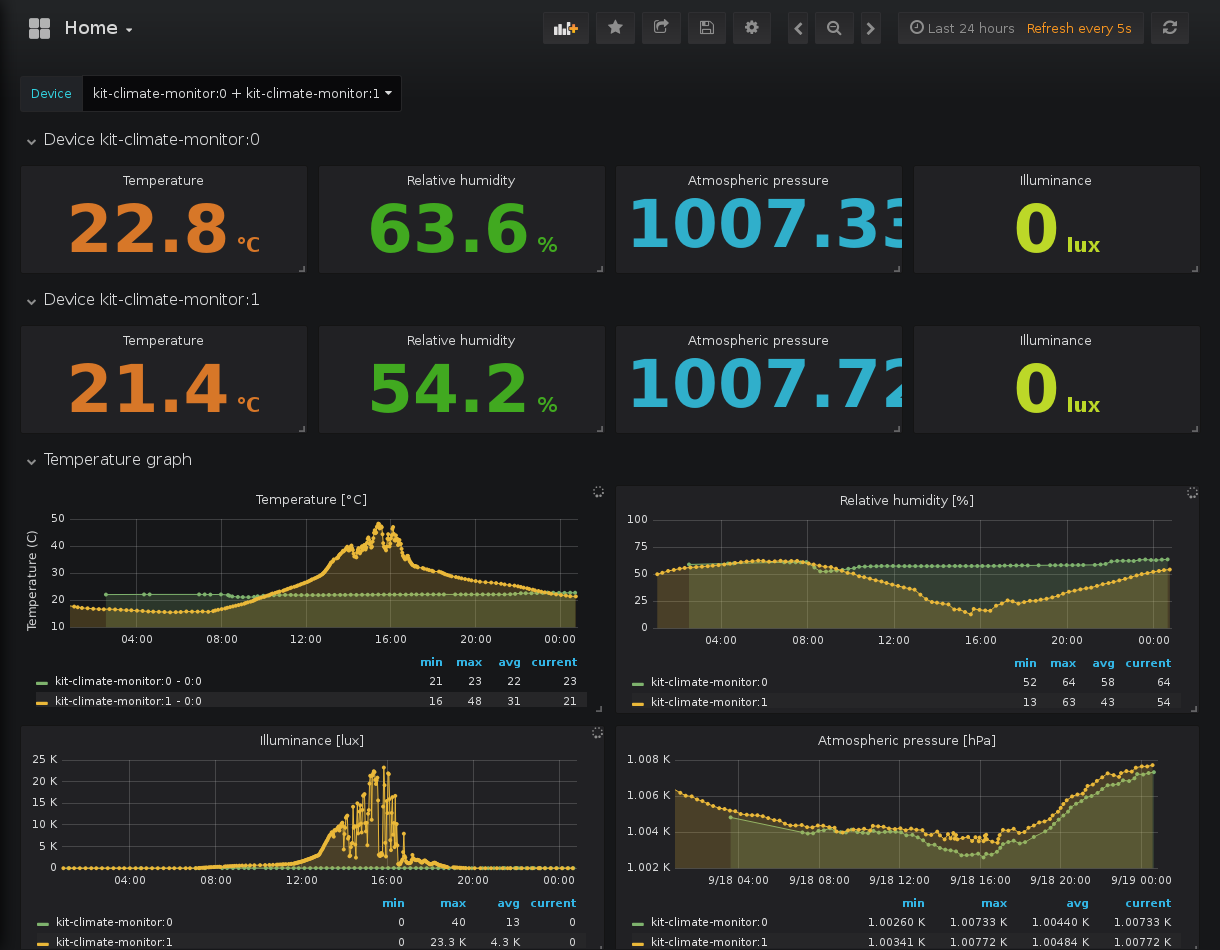 Home
Last 24 hours Refresh every 5s
Device kit-climate-monitor:0 + kit-climate-monitor:1
Device kit-climate-monitor:0
Temperature Relative humidity Atmospheric pressure Illuminance
22.8 °C 63.6 % 1007.33 0 lux
Device kit-climate-monitor:1
Temperature Relative humidity Atmospheric pressure Illuminance
21.4 °C 54.2 % 1007.72 0 lux
Temperature graph
Temperature [°C]
Temperature (C)
50
40
30
20
10
04:00 08:00 12:00 16:00 20:00 00:00
min max avg current
kit-climate-monitor:0 - 0:0 21 23 22 23
kit-climate-monitor:1 - 0:0 16 48 31 21
Relative humidity [%]
100
75
50
25
0
04:00 08:00 12:00 16:00 20:00 00:00
min max avg current
kit-climate-monitor:0 52 64 58 64
kit-climate-monitor:1 13 63 43 54
Illuminance [lux]
25 K
20 K
15 K
10 K
5 K
0
04:00 08:00 12:00 16:00 20:00 00:00
min max avg current
kit-climate-monitor:0 0 40 13 0
kit-climate-monitor:1 0 23.3 K 4.3 K 0
Atmospheric pressure [hPa]
1.008 K
1.006 K
1.004 K
1.002 K
9/18 04:00 9/18 08:00 9/18 12:00 9/18 16:00 9/18 20:00 9/19 00:00
min max avg current
kit-climate-monitor:0 1.00260 K 1.00733 K 1.00440 K 1.00733 K
kit-climate-monitor:1 1.00341 K 1.00772 K 1.00484 K 1.00772 K